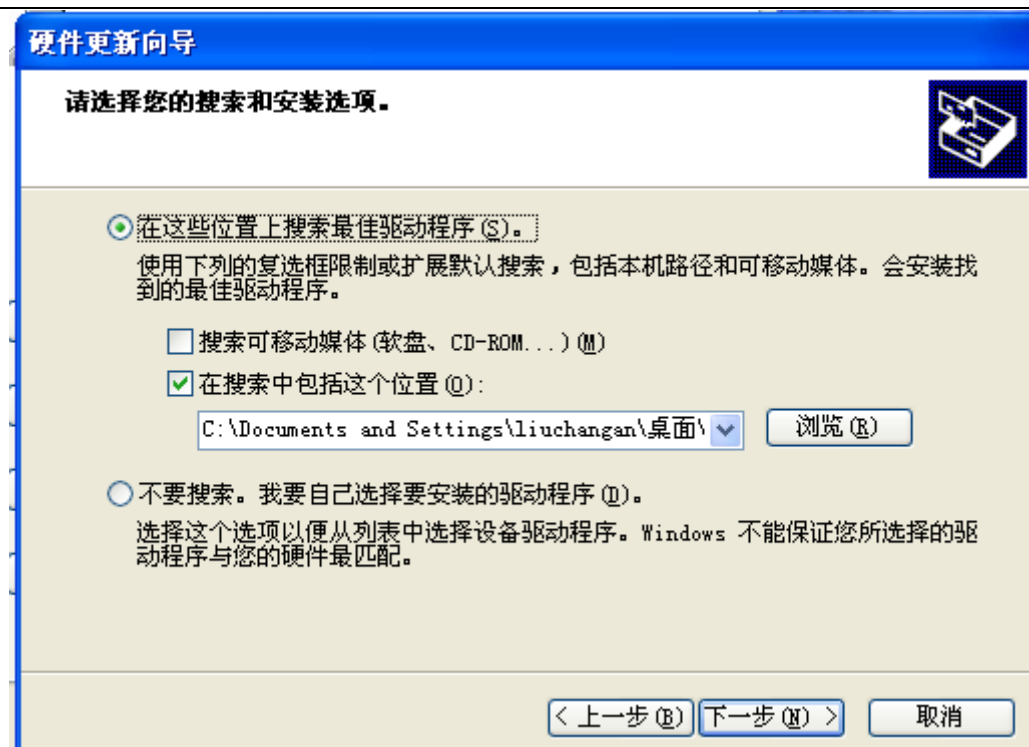 硬件更新向导
请选择您的搜索和安装选项。
在这些位置上搜索最佳驱动程序(S)。
使用下列的复选框限制或扩展默认搜索，包括本机路径和可移动媒体。会安装找
到的最佳驱动程序。
搜索可移动媒体(软盘、CD-ROM...)(M)
在搜索中包括这个位置(O):
C:\Documents and Settings\liuchangan\桌面\
浏览(R)
不要搜索。我要自己选择要安装的驱动程序(D)。
选择这个选项以便从列表中选择设备驱动程序。Windows 不能保证您所选择的驱
动程序与您的硬件最匹配。
< 上一步(B) 下一步(N) > 取消